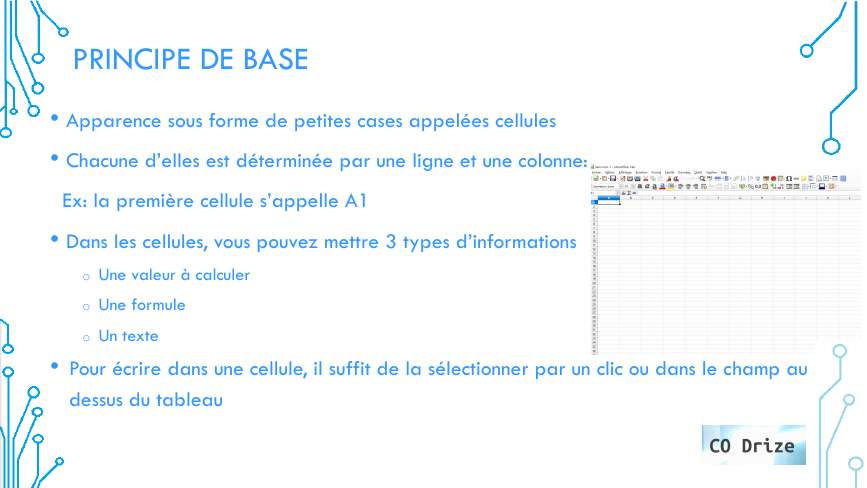 PRINCIPE DE BASE
• Apparence sous forme de petites cases appelées cellules
• Chacune d'elles est déterminée par une ligne et une colonne:
Ex: la première cellule s'appelle A1
• Dans les cellules, vous pouvez mettre 3 types d'informations
o Une valeur à calculer
o Une formule
o Un texte
• Pour écrire dans une cellule, il suffit de la sélectionner par un clic ou dans le champ au
dessus du tableau
CO Drize